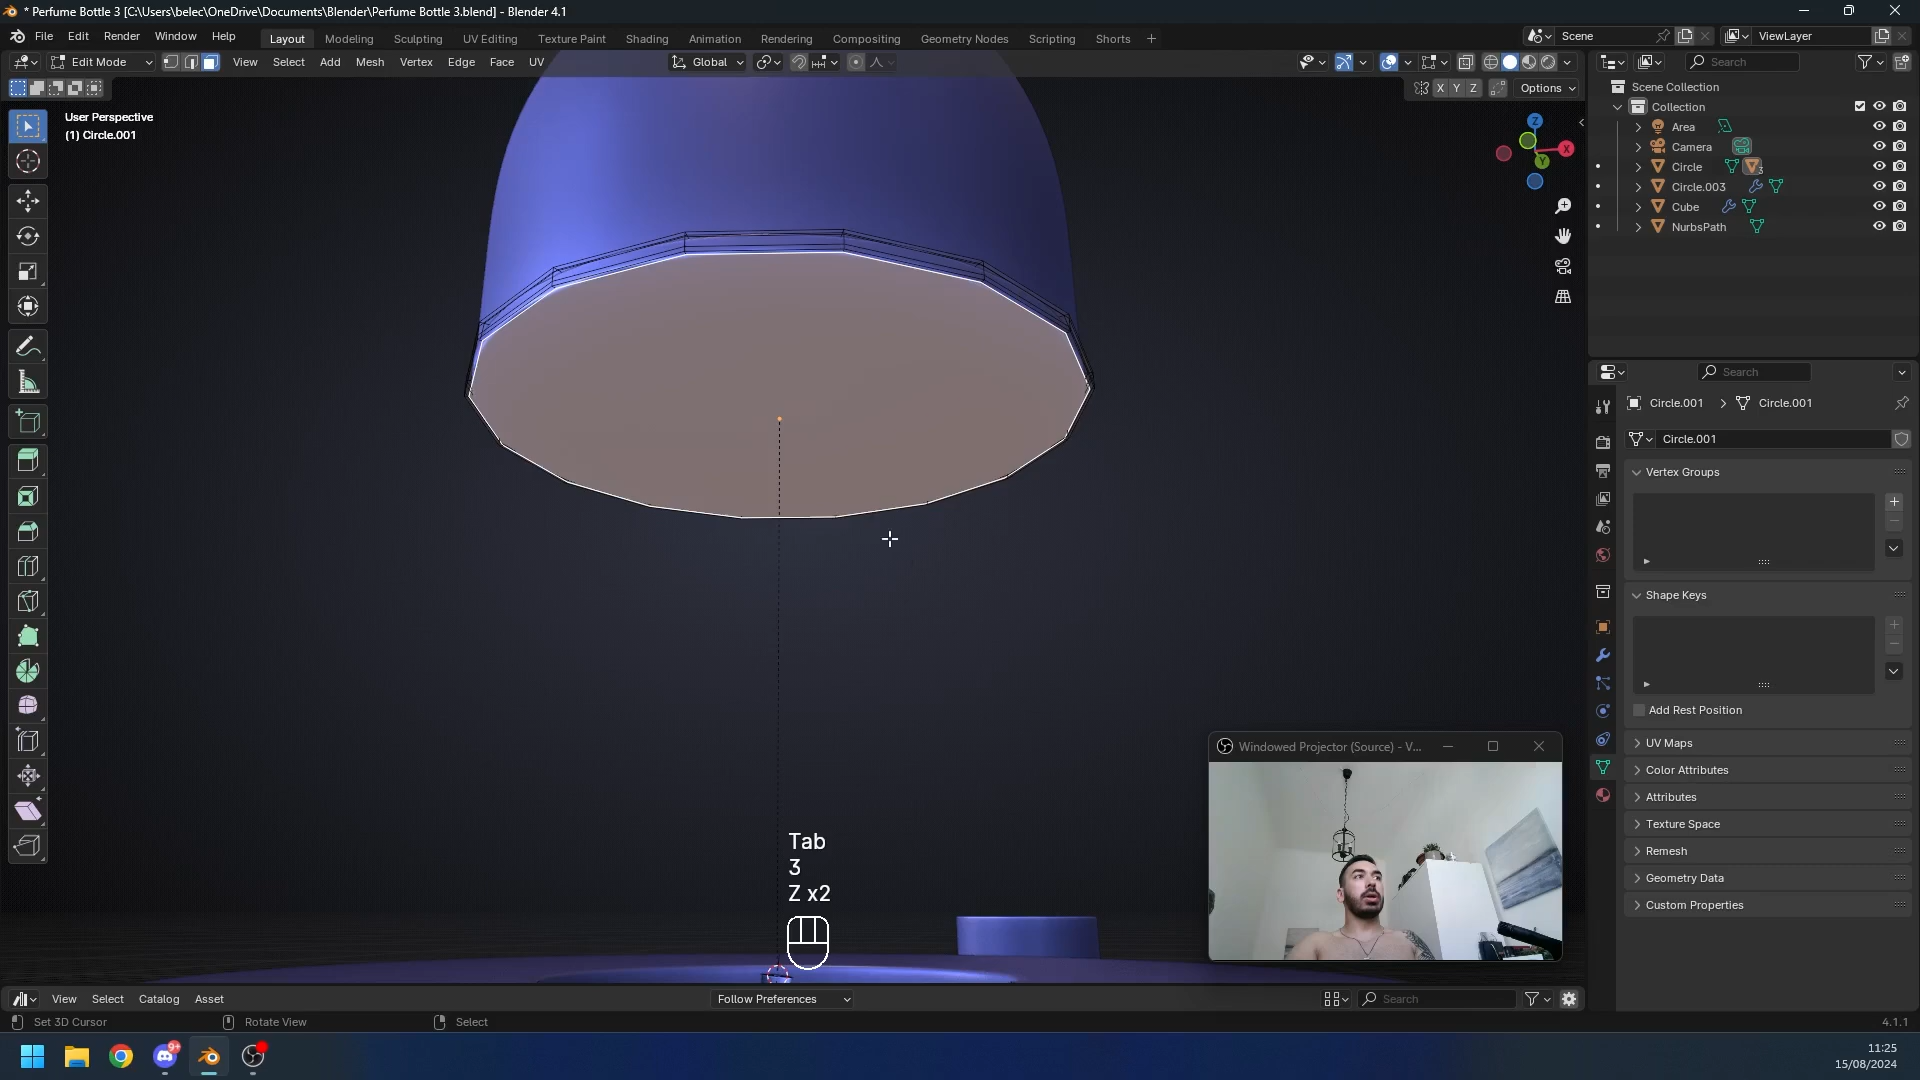 * Perfume Bottle 3 [C:\Users\belec\OneDrive\Documents\Blender\Perfume Bottle 3.blend] - Blender 4.1
File Edit Render Window Help Layout Modeling Sculpting UV Editing Texture Paint Shading Animation Rendering Compositing Geometry Nodes Scripting Shorts + Scene ViewLayer
Edit Mode View Select Add Mesh Vertex Edge Face UV Global Search
X Y Z Options
User Perspective
(1) Circle.001
Z
X
Y
Scene Collection
Collection
Area
Camera
Circle 3
Circle.003
Cube
NurbsPath
Search
Circle.001 Circle.001
Circle.001
Vertex Groups
Shape Keys
Add Rest Position
UV Maps
Color Attributes
Attributes
Texture Space
Remesh
Geometry Data
Custom Properties
Windowed Projector (Source) - V...
Tab
3
Z x2
View Select Catalog Asset Follow Preferences Search
Set 3D Cursor Rotate View Select 4.1.1
9+
11:25
15/08/2024